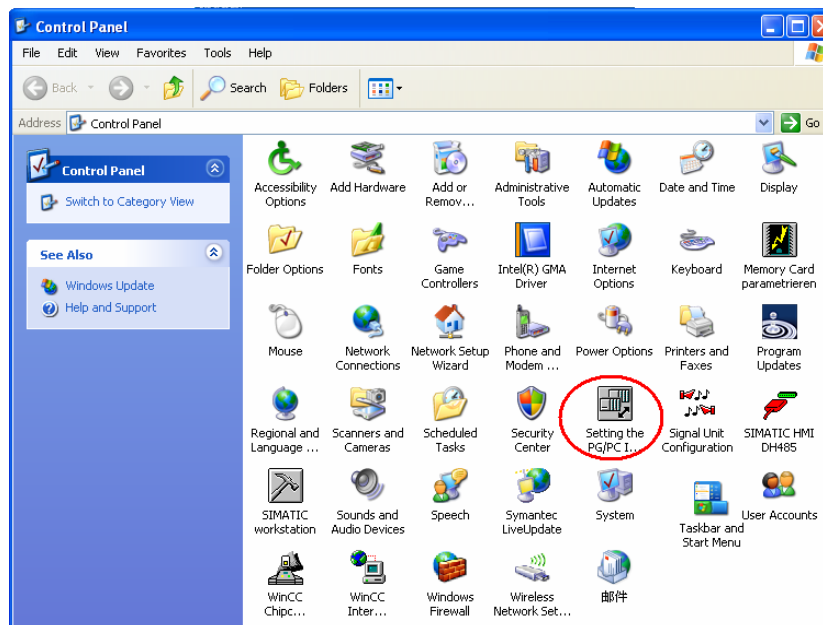 Control Panel
File Edit View Favorites Tools Help
Back Search Folders
Address Control Panel Go
Control Panel
Switch to Category View
See Also
Windows Update
Help and Support
Accessibility Options
Add Hardware
Add or Remov...
Administrative Tools
Automatic Updates
Date and Time
Display
Folder Options
Fonts
Game Controllers
Intel(R) GMA Driver
Internet Options
Keyboard
Memory Card parametrieren
Mouse
Network Connections
Network Setup Wizard
Phone and Modem ...
Power Options
Printers and Faxes
Program Updates
Regional and Language ...
Scanners and Cameras
Scheduled Tasks
Security Center
Setting the PG/PC I...
Signal Unit Configuration
SIMATIC HMI DH485
SIMATIC workstation
Sounds and Audio Devices
Speech
Symantec LiveUpdate
System
Taskbar and Start Menu
User Accounts
WinCC Chipc...
WinCC Inter...
Windows Firewall
Wireless Network Set...
邮件